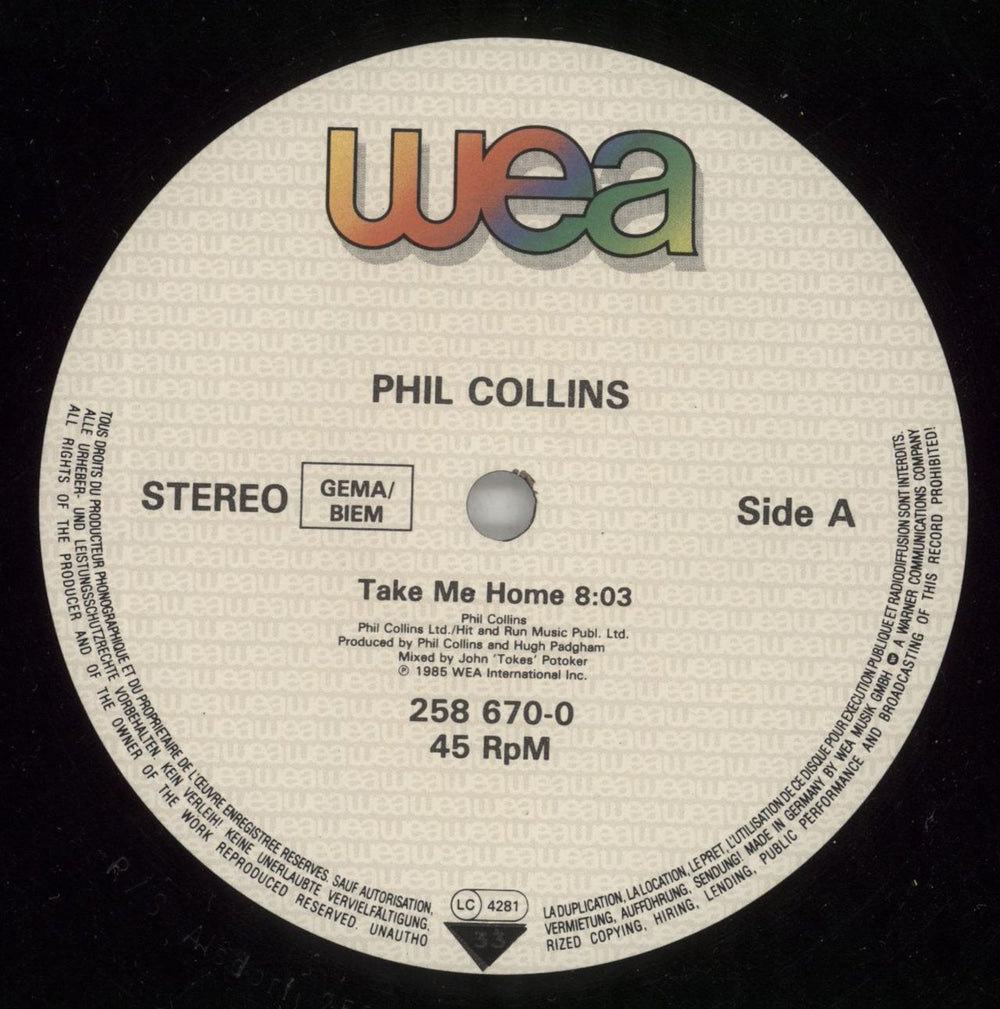 wea
PHIL COLLINS
STEREO
GEMA/
BIEM
Side A
Take Me Home 8:03
Phil Collins
Phil Collins Ltd./Hit and Run Music Publ. Ltd.
Produced by Phil Collins and Hugh Padgham
Mixed by John 'Tokes' Potoker
℗ 1985 WEA International Inc.
258 670-0
45 RpM
TOUS DROITS DU PRODUCTEUR PHONOGRAPHIQUE ET DU PROPRIETAIRE DE L'ŒUVRE ENREGISTREE RESERVES. SAUF AUTORISATION, LA DUPLICATION, LA LOCATION, LE PRET, L'UTILISATION DE CE DISQUE POUR EXECUTION PUBLIQUE ET RADIODIFFUSION SONT INTERDITS.
ALLE URHEBER- UND LEISTUNGSSCHUTZRECHTE VORBEHALTEN. KEIN VERLEIH! KEINE UNERLAUBTE VERVIELFÄLTIGUNG, VERMIETUNG, AUFFÜHRUNG, SENDUNG! MADE IN GERMANY BY WEA MUSIK GMBH A WARNER COMMUNICATIONS COMPANY
ALL RIGHTS OF THE PRODUCER AND OF THE OWNER OF THE WORK REPRODUCED RESERVED. UNAUTHORIZED COPYING, HIRING, LENDING, PUBLIC PERFORMANCE AND BROADCASTING OF THIS RECORD PROHIBITED!
LC 4281
33